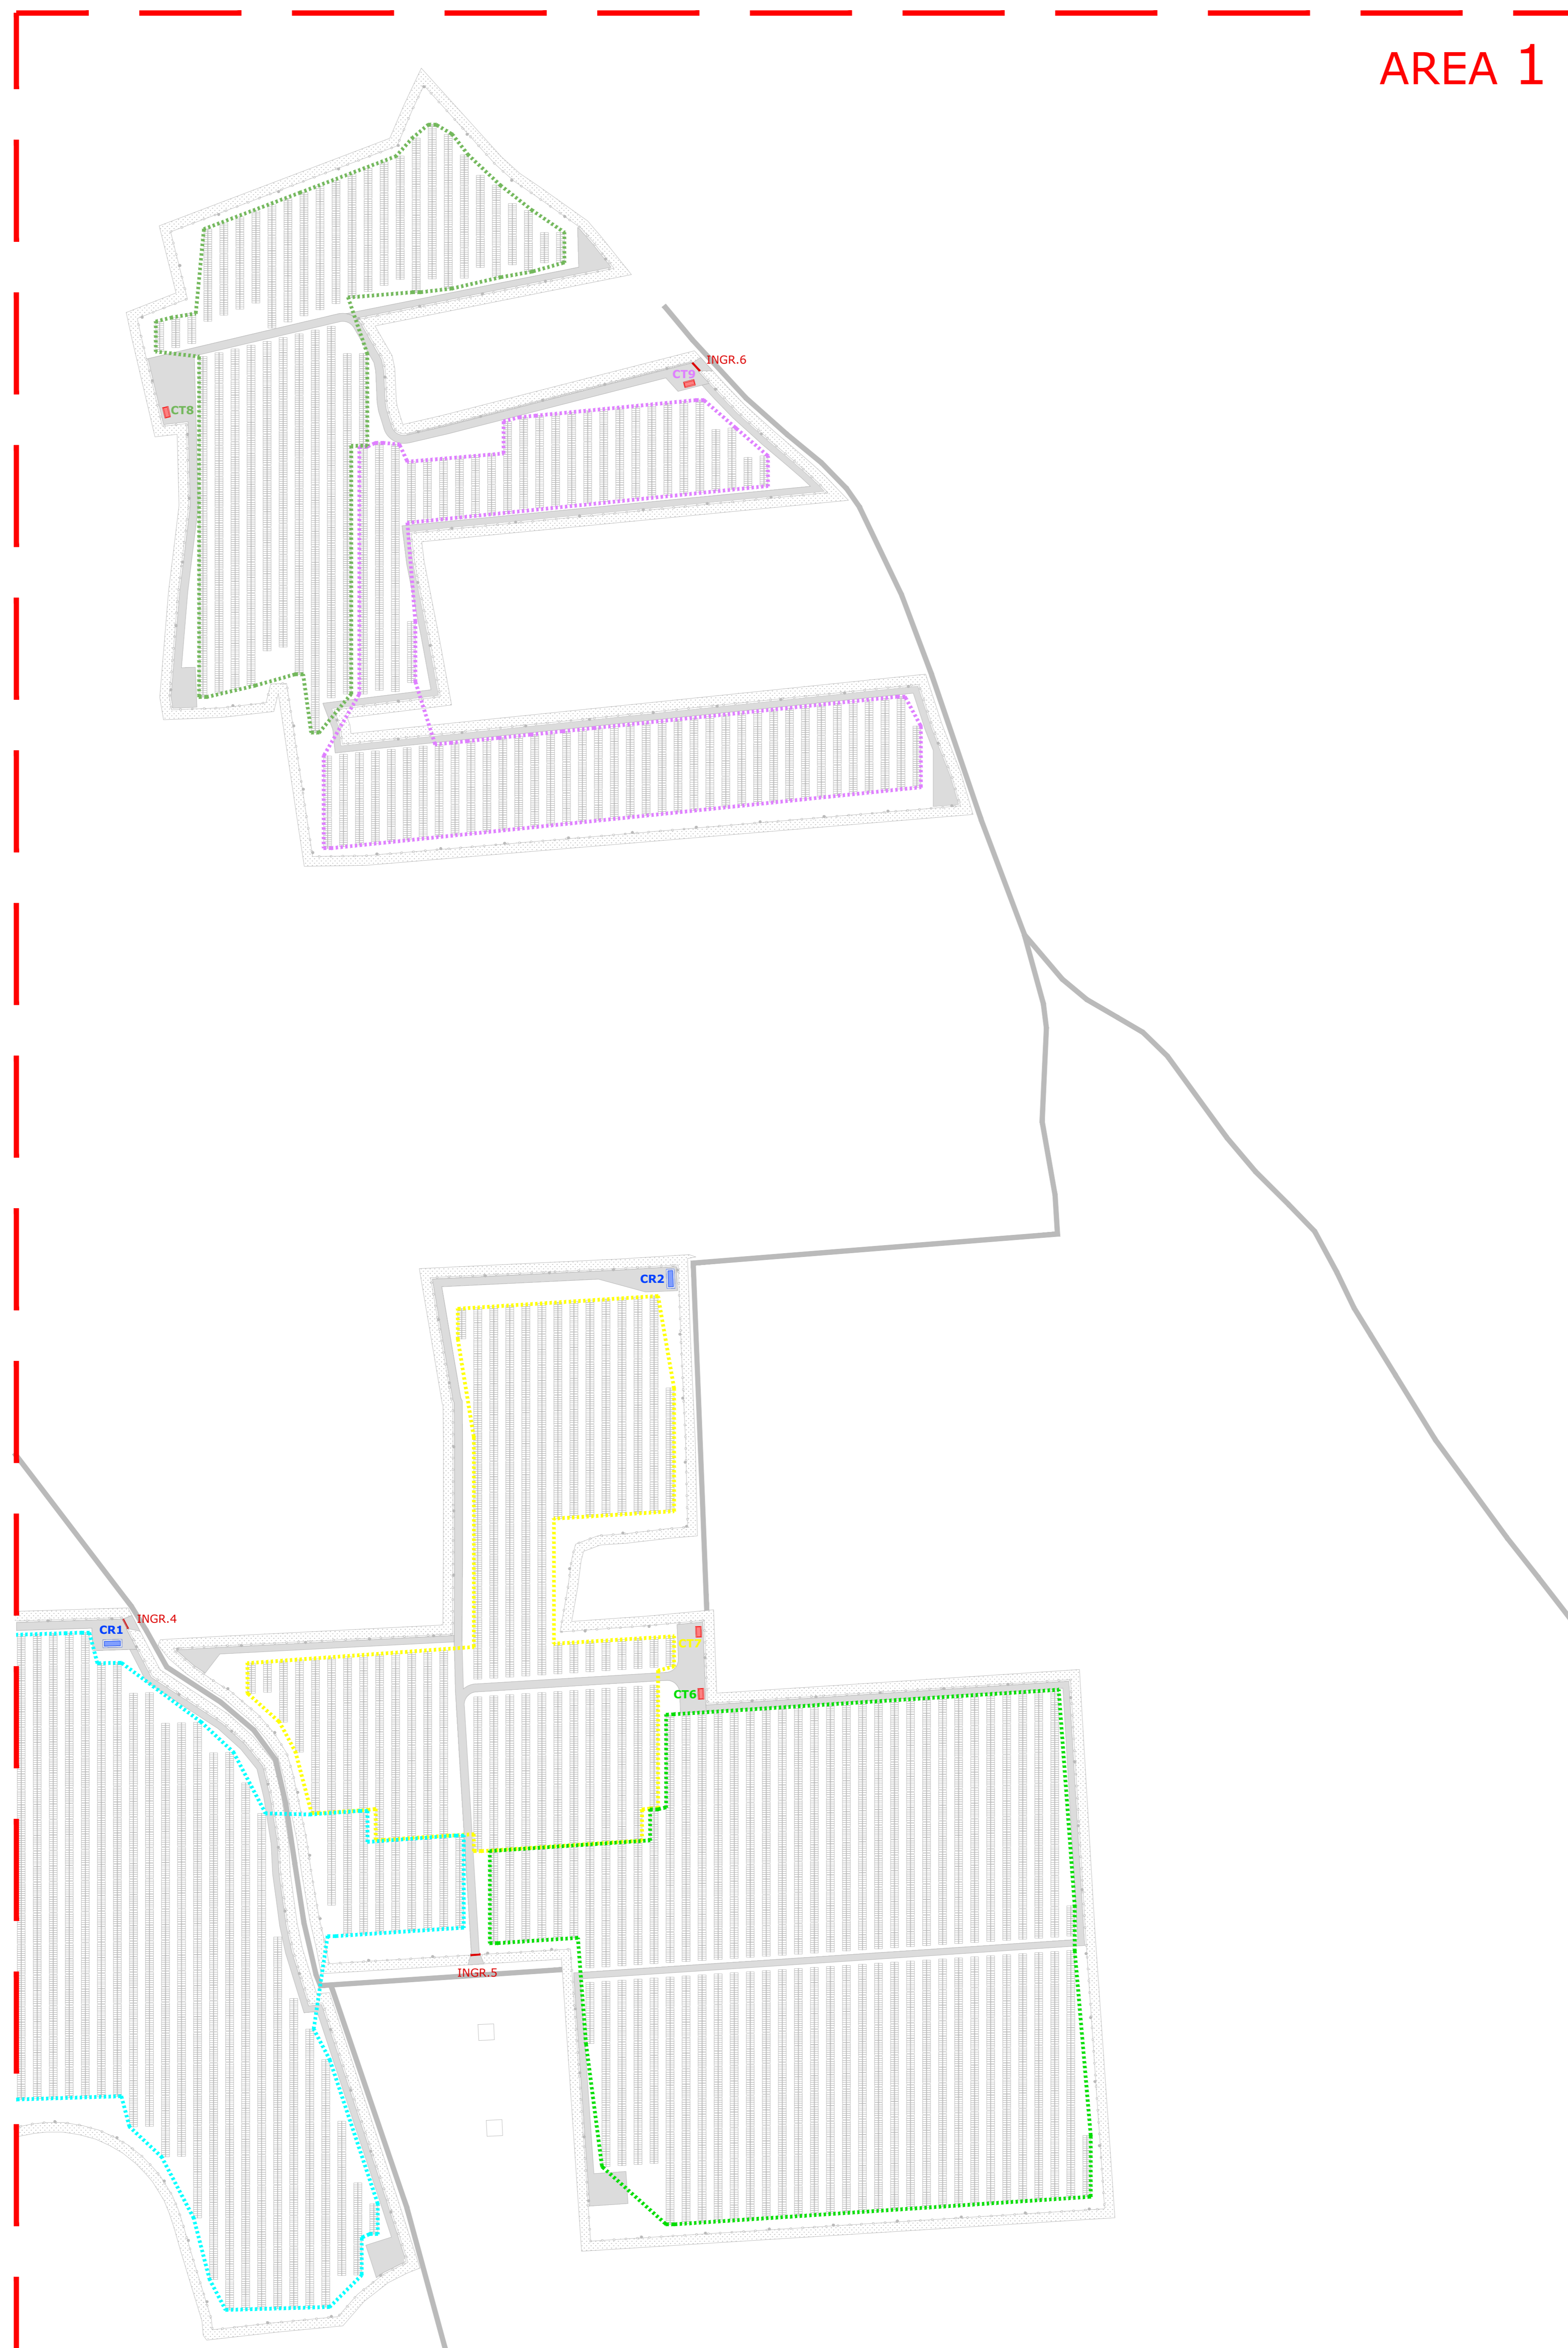 AREA 1
INGR.6
CT9
CT8
CR2
INGR.4
CR1
CT7
CT6
INGR.5